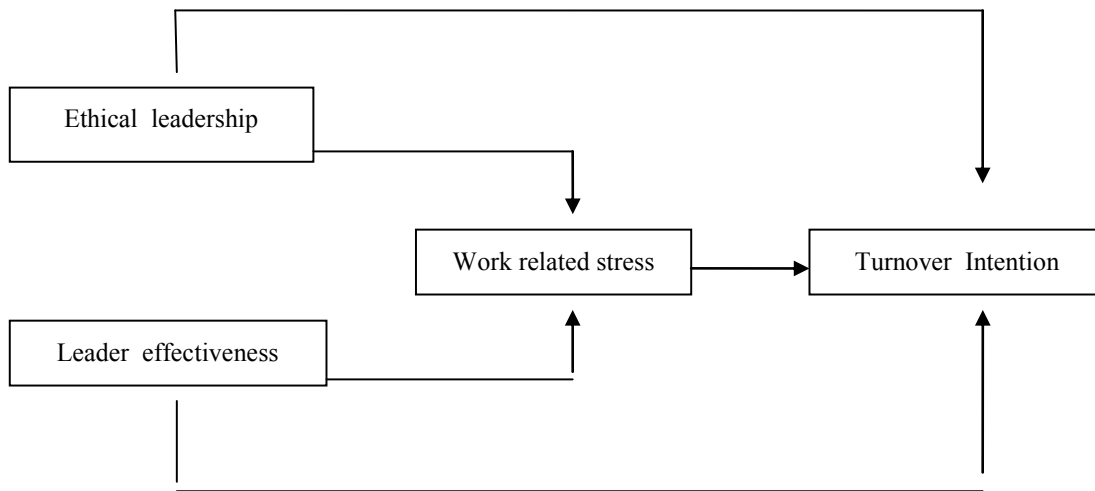 Ethical leadership
Work related stress
Turnover Intention
Leader effectiveness